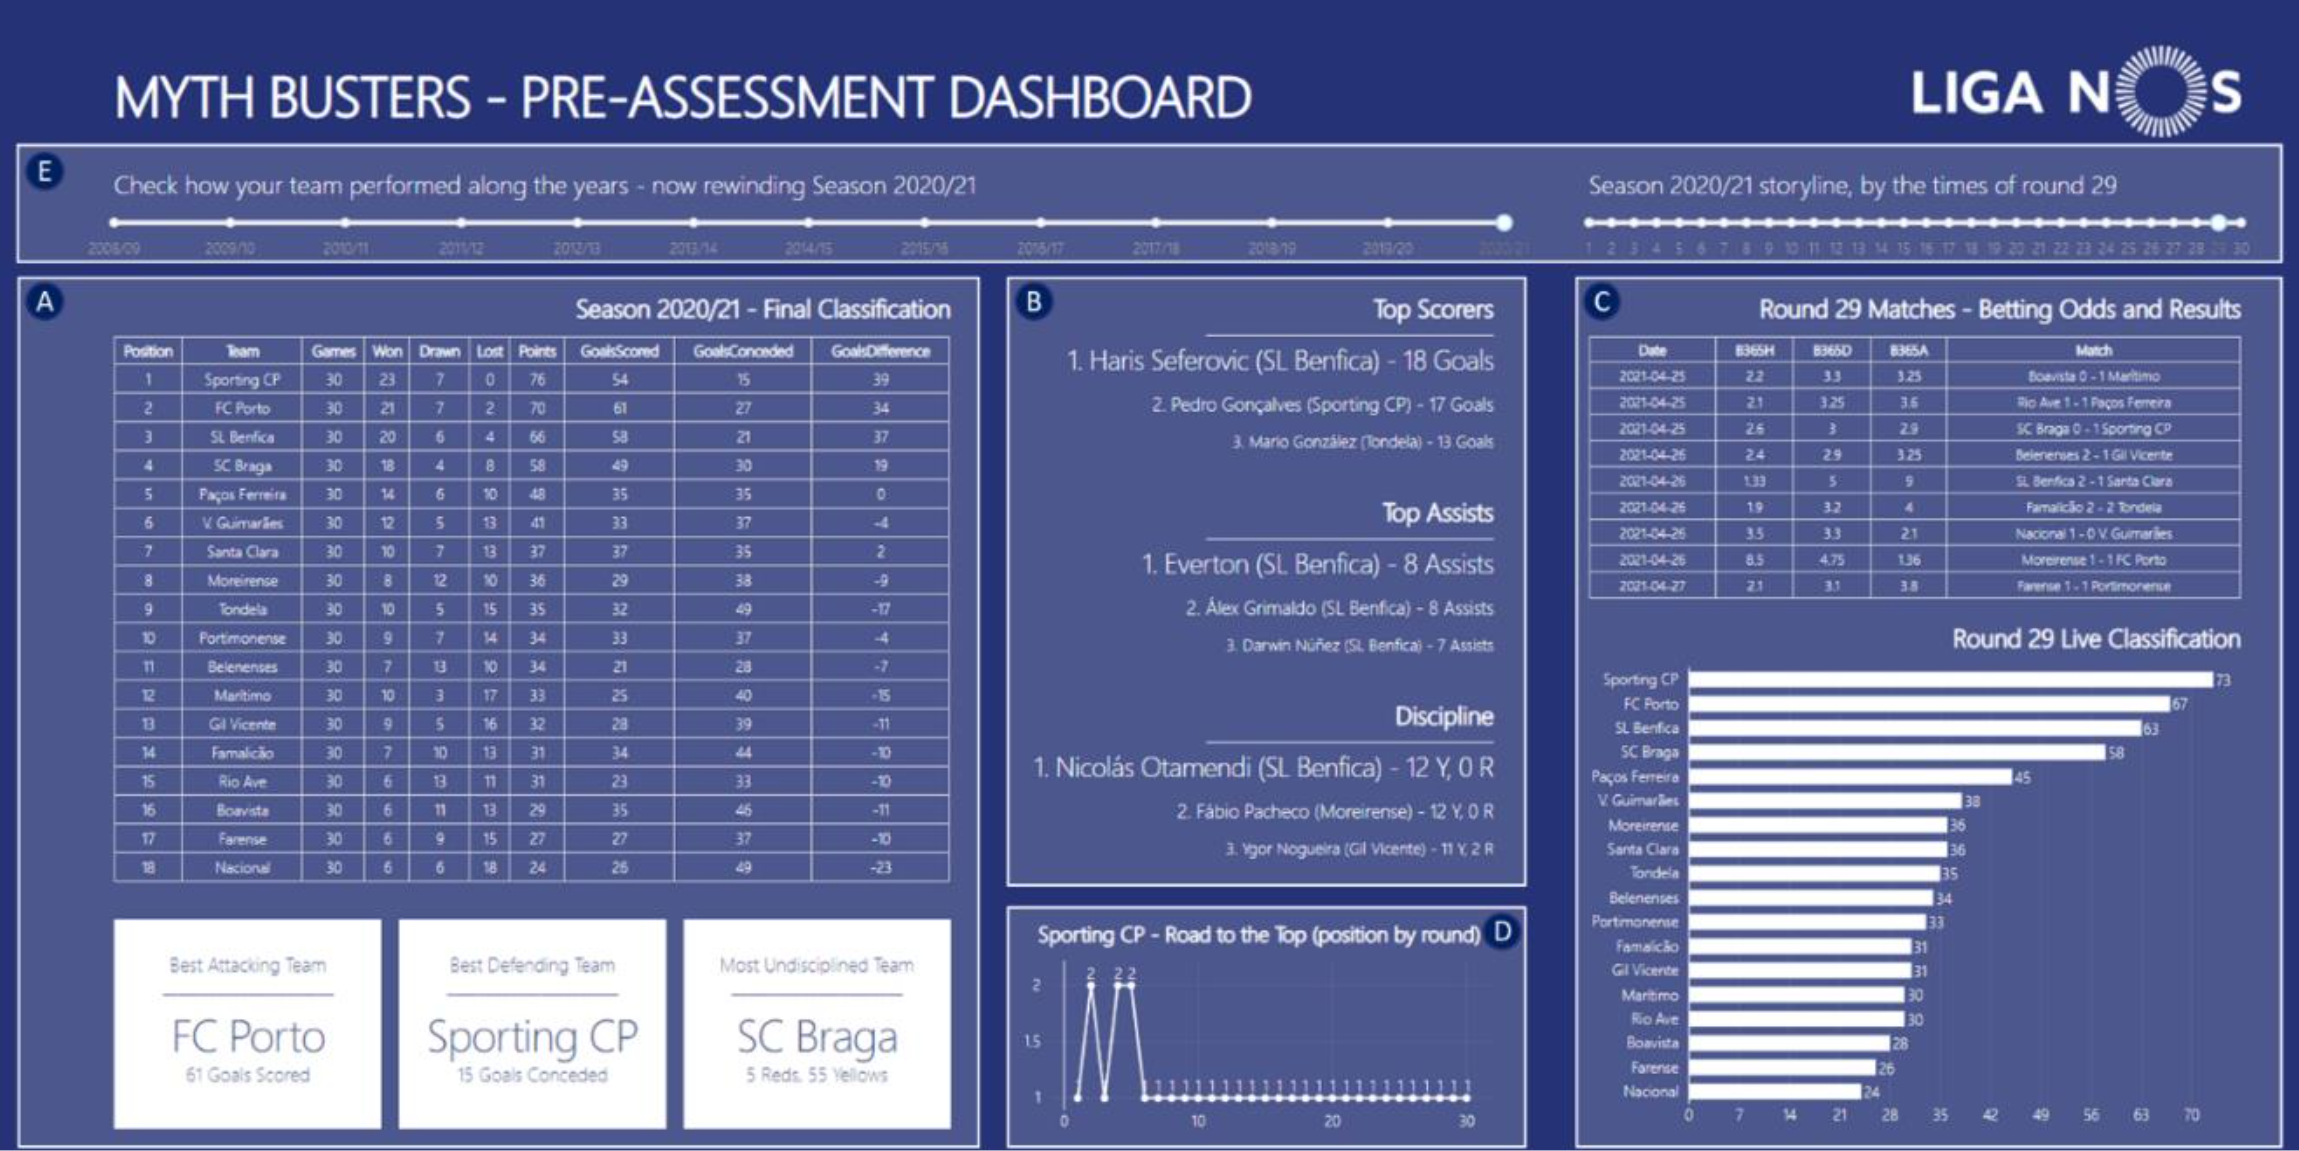 MYTH BUSTERS - PRE-ASSESSMENT DASHBOARD
LIGA NOS
E
Check how your team performed along the years - now rewinding Season 2020/21
2008/09 2009/10 2010/11 2011/12 2012/13 2013/14 2014/15 2015/16 2016/17 2017/18 2018/19 2019/20 2020/21
Season 2020/21 storyline, by the times of round 29
1 2 3 4 5 6 7 8 9 10 11 12 13 14 15 16 17 18 19 20 21 22 23 24 25 26 27 28 29 30
A
Season 2020/21 - Final Classification
Position Team Games Won Drawn Lost Points GoalsScored GoalsConceded GoalsDifference
1 Sporting CP 30 23 7 0 76 54 15 39
2 FC Porto 30 21 7 2 70 61 27 34
3 SL Benfica 30 20 6 4 66 58 21 37
4 SC Braga 30 18 4 8 58 49 30 19
5 Paços Ferreira 30 14 6 10 48 35 35 0
6 V. Guimarães 30 12 5 13 41 33 37 -4
7 Santa Clara 30 10 7 13 37 37 35 2
8 Moreirense 30 8 12 10 36 29 38 -9
9 Tondela 30 10 5 15 35 32 49 -17
10 Portimonense 30 9 7 14 34 33 37 -4
11 Belenenses 30 7 13 10 34 21 28 -7
12 Marítimo 30 10 3 17 33 25 40 -15
13 Gil Vicente 30 9 5 16 32 28 39 -11
14 Famalicão 30 7 10 13 31 34 44 -10
15 Rio Ave 30 6 13 11 31 23 33 -10
16 Boavista 30 6 11 13 29 35 46 -11
17 Farense 30 6 9 15 27 27 37 -10
18 Nacional 30 6 6 18 24 26 49 -23
Best Attacking Team
FC Porto
61 Goals Scored
Best Defending Team
Sporting CP
15 Goals Conceded
Most Undisciplined Team
SC Braga
5 Reds, 55 Yellows
B
Top Scorers
1. Haris Seferovic (SL Benfica) - 18 Goals
2. Pedro Gonçalves (Sporting CP) - 17 Goals
3. Mario González (Tondela) - 13 Goals
Top Assists
1. Everton (SL Benfica) - 8 Assists
2. Álex Grimaldo (SL Benfica) - 8 Assists
3. Darwin Núñez (SL Benfica) - 7 Assists
Discipline
1. Nicolás Otamendi (SL Benfica) - 12 Y, 0 R
2. Fábio Pacheco (Moreirense) - 12 Y, 0 R
3. Ygor Nogueira (Gil Vicente) - 11 Y, 2 R
Sporting CP - Road to the Top (position by round)
D
2 2 2
2
1.5
1
1 1 1 1 1 1 1 1 1 1 1 1 1 1 1 1 1 1 1 1 1 1 1 1 1
0 10 20 30
C
Round 29 Matches - Betting Odds and Results
Date B365H B365D B365A Match
2021-04-25 2.2 3.3 3.25 Boavista 0 - 1 Marítimo
2021-04-25 2.1 3.25 3.6 Rio Ave 1 - 1 Paços Ferreira
2021-04-25 2.6 3 2.9 SC Braga 0 - 1 Sporting CP
2021-04-26 2.4 2.9 3.25 Belenenses 2 - 1 Gil Vicente
2021-04-26 1.33 5 9 SL Benfica 2 - 1 Santa Clara
2021-04-26 1.9 3.2 4 Famalicão 2 - 2 Tondela
2021-04-26 3.5 3.3 2.1 Nacional 1 - 0 V. Guimarães
2021-04-26 8.5 4.75 1.36 Moreirense 1 - 1 FC Porto
2021-04-27 2.1 3.1 3.8 Farense 1 - 1 Portimonense
Round 29 Live Classification
Sporting CP 73
FC Porto 67
SL Benfica 63
SC Braga 58
Paços Ferreira 45
V. Guimarães 38
Moreirense 36
Santa Clara 36
Tondela 35
Belenenses 34
Portimonense 33
Famalicão 31
Gil Vicente 31
Marítimo 30
Rio Ave 30
Boavista 28
Farense 26
Nacional 24
0 7 14 21 28 35 42 49 56 63 70